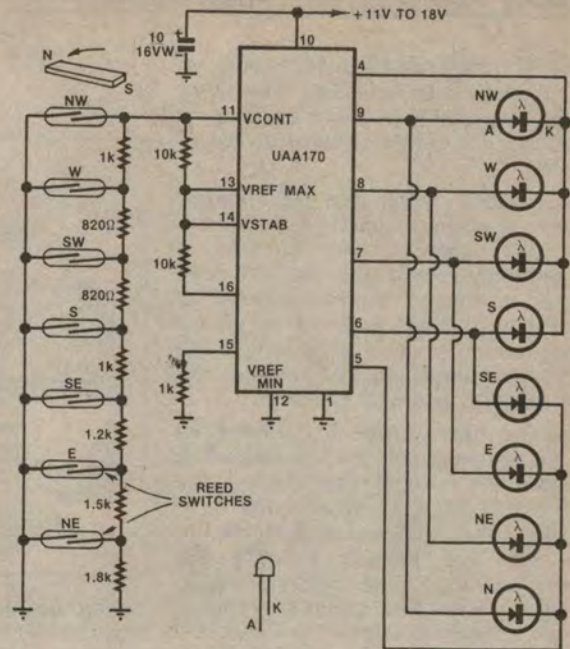 +11V TO 18V
10
16VW
+
−
10
N
S
4
NW
NW
11
VCONT
9
A
K
1k
10k
UAA170
W
W
13
VREF MAX
8
14
VSTAB
820Ω
SW
SW
10k
7
820Ω
16
S
S
6
15
5
1k
VREF
MIN
SE
SE
1k
12
1
1.2k
E
E
REED
SWITCHES
1.5k
NE
NE
1.8k
K
A
N
λ
λ
λ
λ
λ
λ
λ
λ